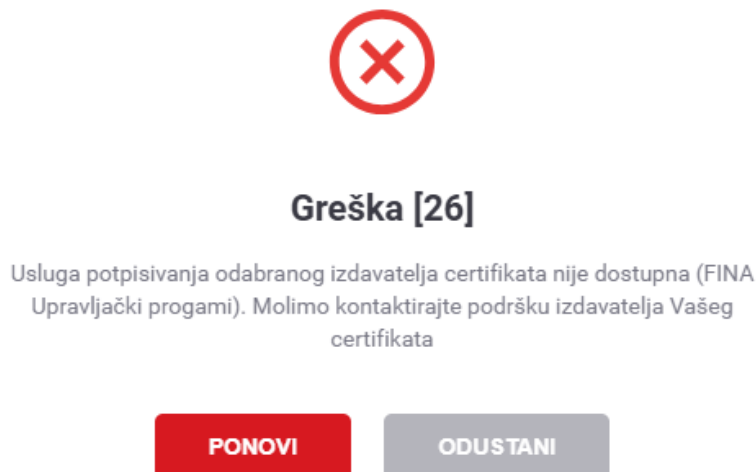 Greška [26]
Usluga potpisivanja odabranog izdavatelja certifikata nije dostupna (FINA
Upravljački progami). Molimo kontaktirajte podršku izdavatelja Vašeg
certifikata
PONOVI
ODUSTANI